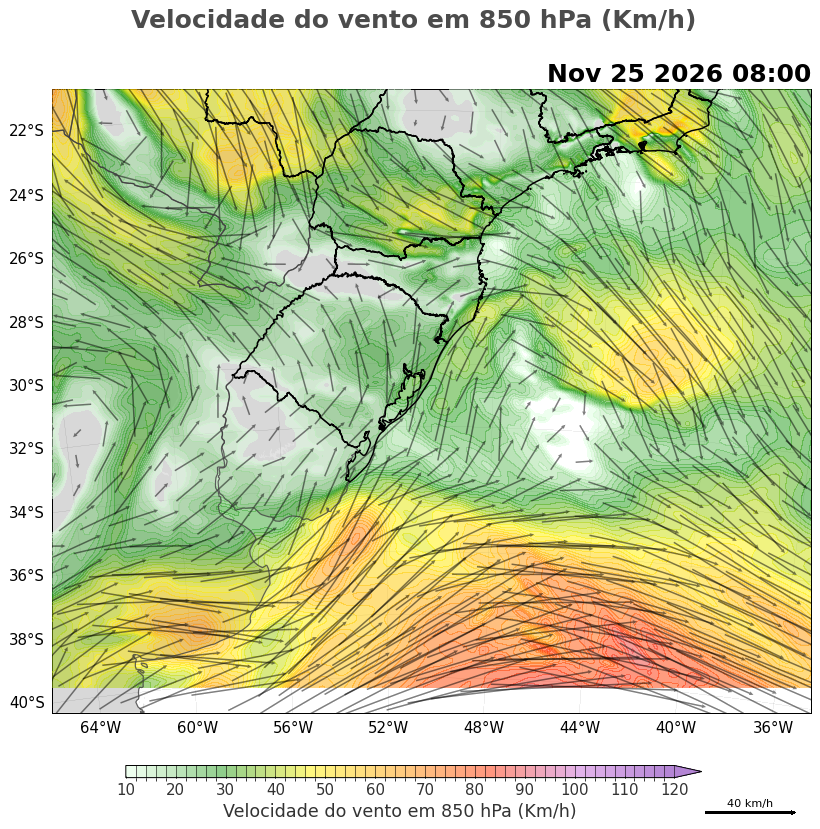 Velocidade do vento em 850 hPa (Km/h)
Nov 25 2026 08:00
22°S
24°S
26°S
28°S
30°S
32°S
34°S
36°S
38°S
40°S
64°W 60°W 56°W 52°W 48°W 44°W 40°W 36°W
10 20 30 40 50 60 70 80 90 100 110 120
Velocidade do vento em 850 hPa (Km/h)
40 km/h